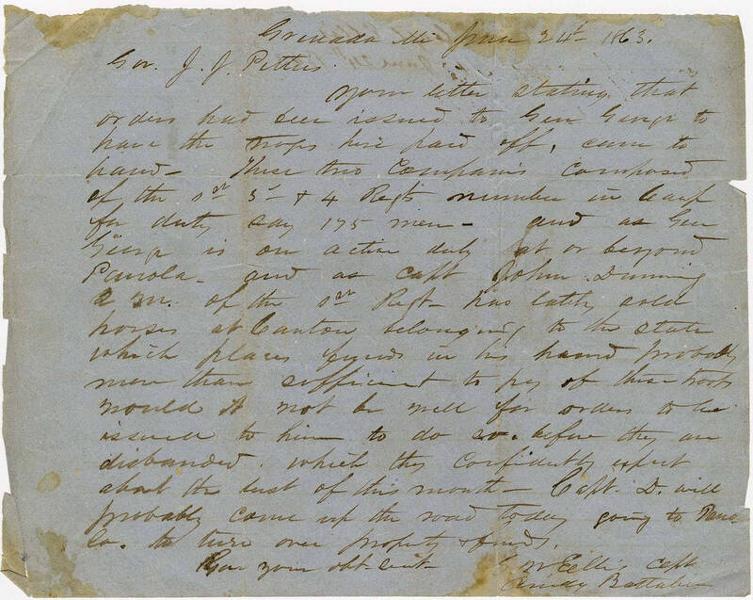 Grenada Mi June 24th 1863.
Gov. J. J. Pettus
Your letter stating that
orders had been issued to Gen George to
have the troops here paid off, came to
hand - These two Companies Composed
of the 1st 3d & 4 Regts number in camp
for duty say 175 men - and as Gen
George is on active duty at or beyond
Panola - and as Capt John Dunning
2 M. of the 1st Regt - has lately sold
horses at Canton belonging to the state
which places funds in his hand probably
more than sufficient to pay of these troops
would it not be well for orders to be
issued to him to do so. before they are
disbanded. which they confidently expect
about the last of this month - Capt. D. will
probably come up the road today going to
Co. to turn over property & funds.
Your obt Servt
Ellis Capt
Comdg Battalion